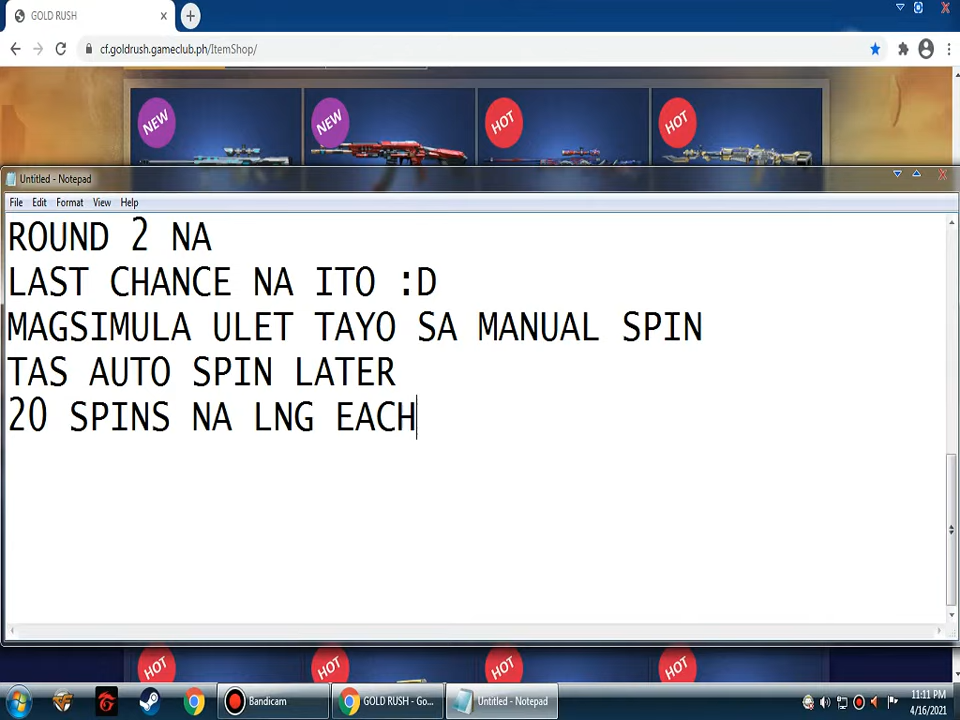 GOLD RUSH
cf.goldrush.gameclub.ph/ItemShop/
NEW
NEW
HOT
HOT
Untitled - Notepad
File Edit Format View Help
ROUND 2 NA
LAST CHANCE NA ITO :D
MAGSIMULA ULET TAYO SA MANUAL SPIN
TAS AUTO SPIN LATER
20 SPINS NA LNG EACH
HOT
HOT
HOT
HOT
Bandicam
GOLD RUSH - Go...
Untitled - Notepad
11:11 PM
4/16/2021